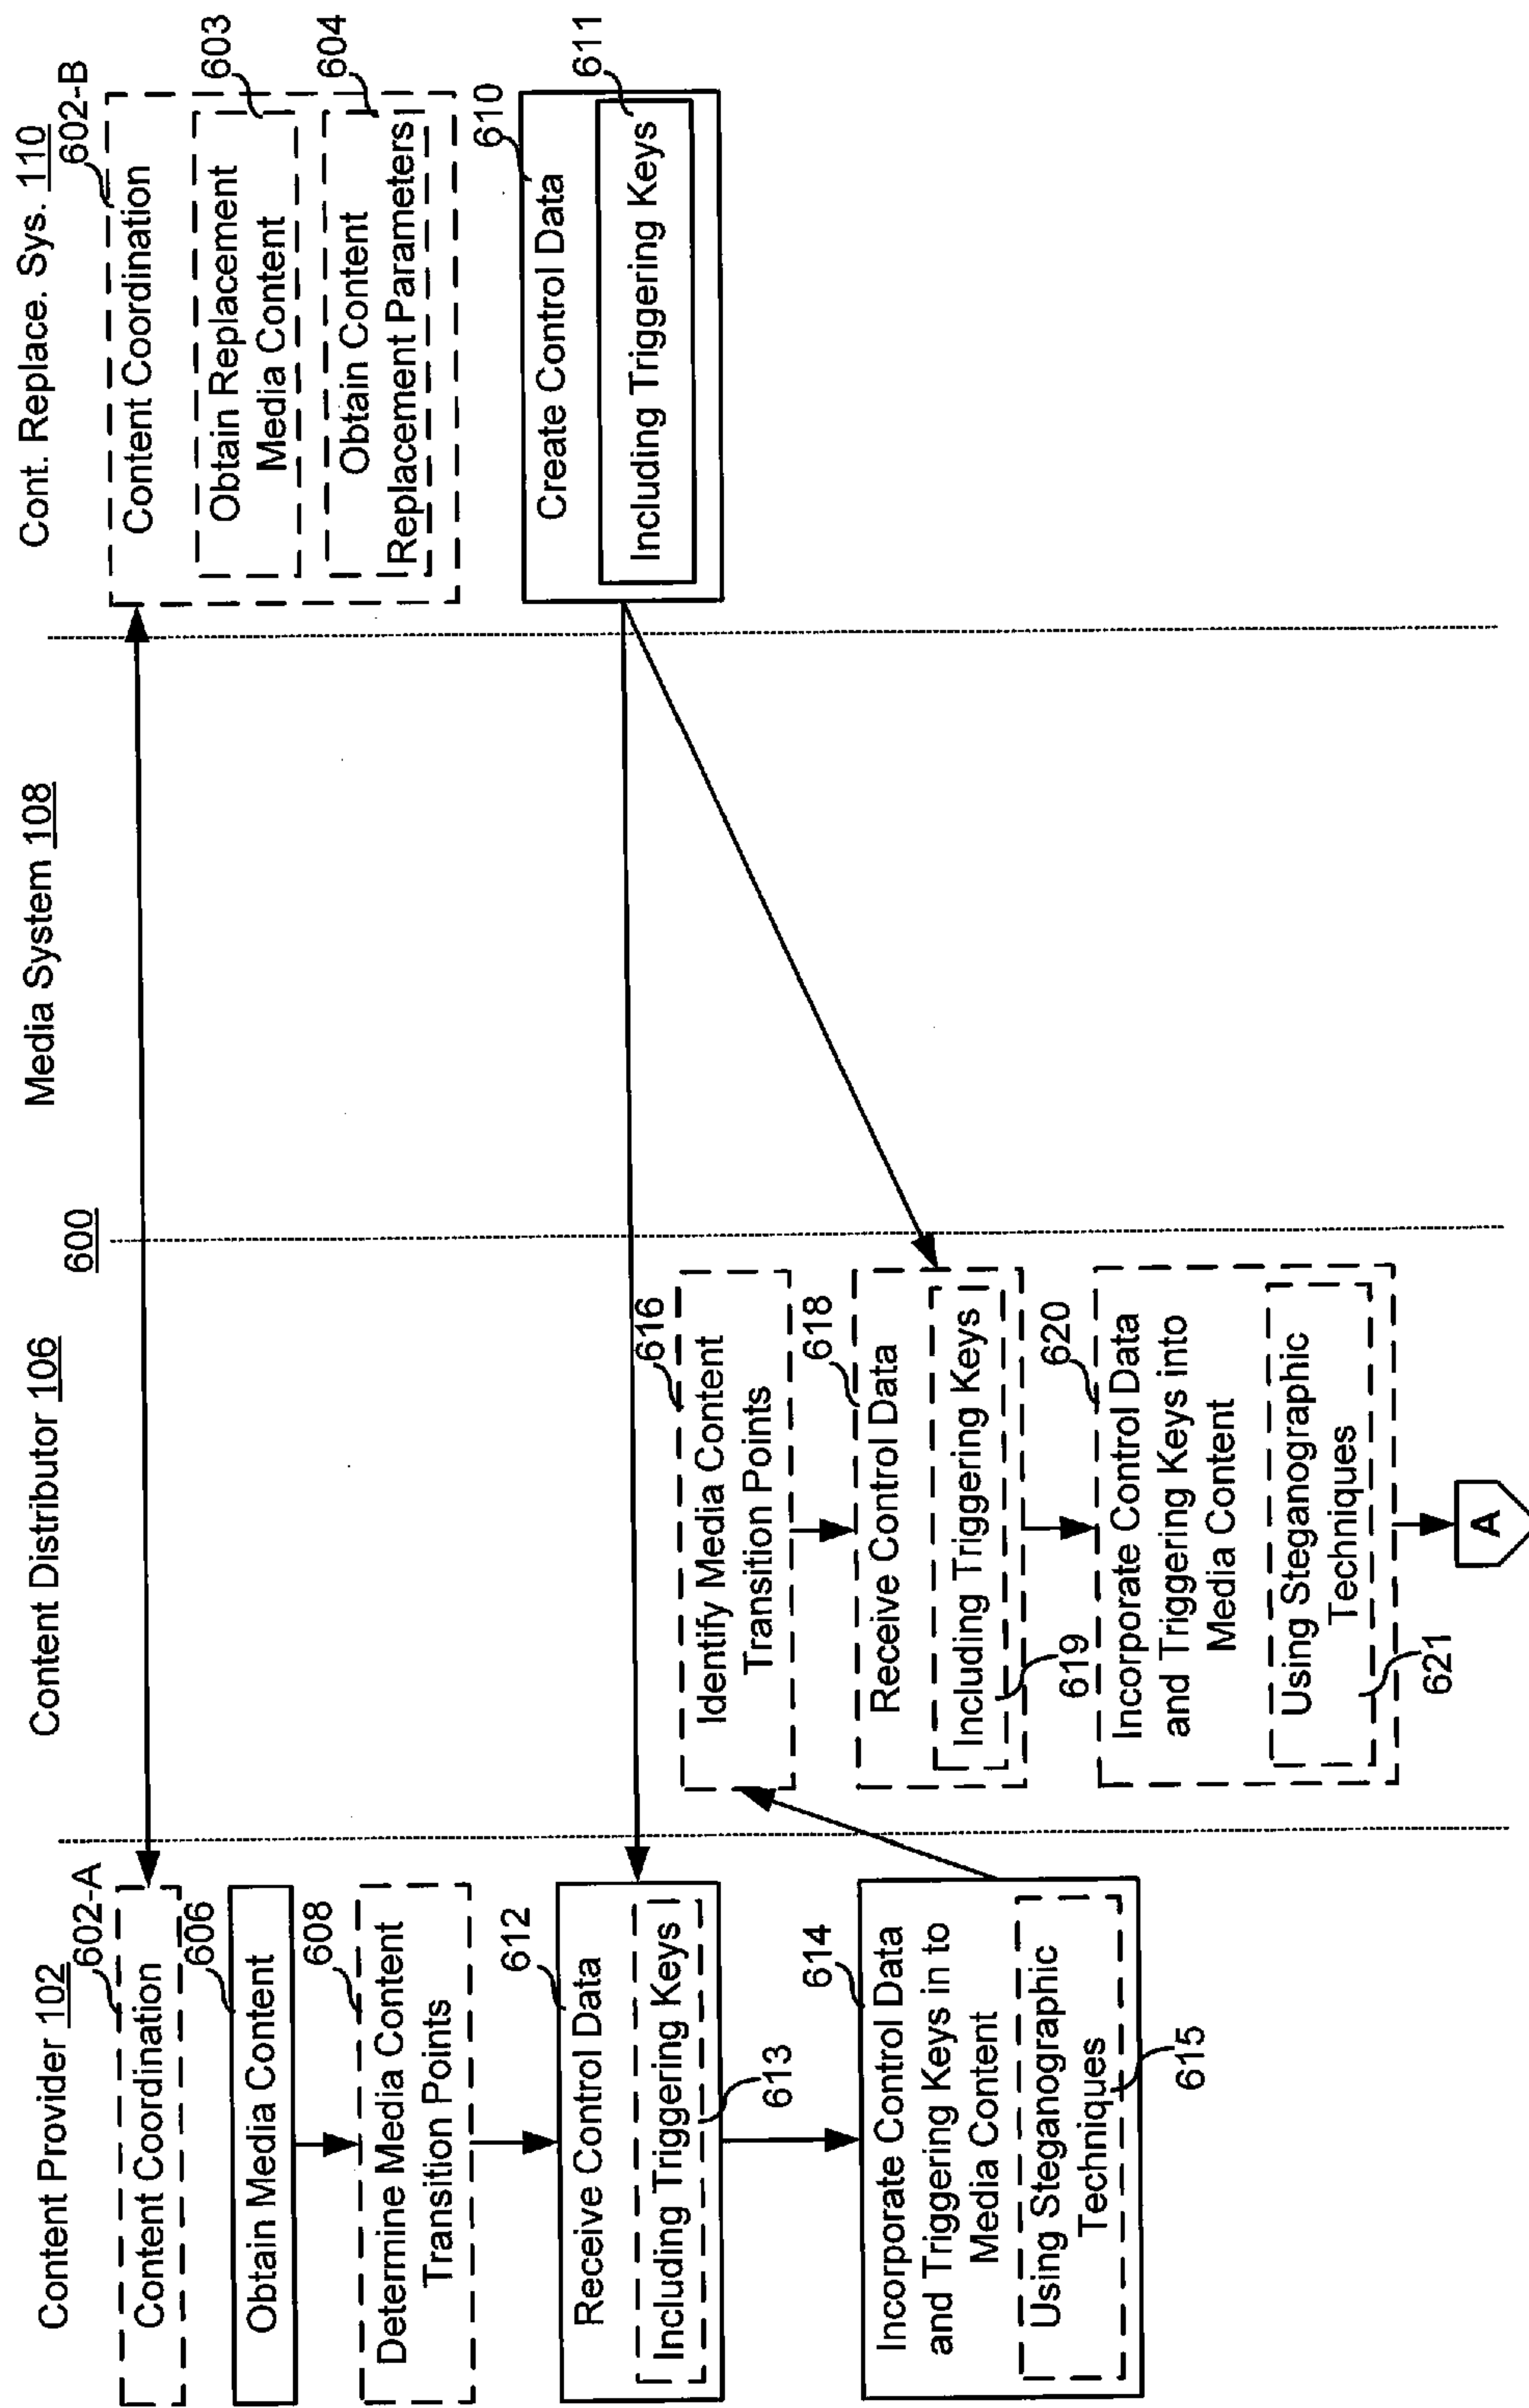 600
Content Provider 102
602-A
Content Coordination
606
Obtain Media Content
608
Determine Media Content
Transition Points
612
Receive Control Data
Including Triggering Keys
613
614
Incorporate Control Data
and Triggering Keys in to
Media Content
Using Steganographic
Techniques
615
Content Distributor 106
616
Identify Media Content
Transition Points
618
Receive Control Data
Including Triggering Keys
619
620
Incorporate Control Data
and Triggering Keys into
Media Content
Using Steganographic
Techniques
621
A
Media System 108
Cont. Replace. Sys. 110
602-B
Content Coordination
603
Obtain Replacement
Media Content
604
Obtain Content
Replacement Parameters
610
Create Control Data
611
Including Triggering Keys